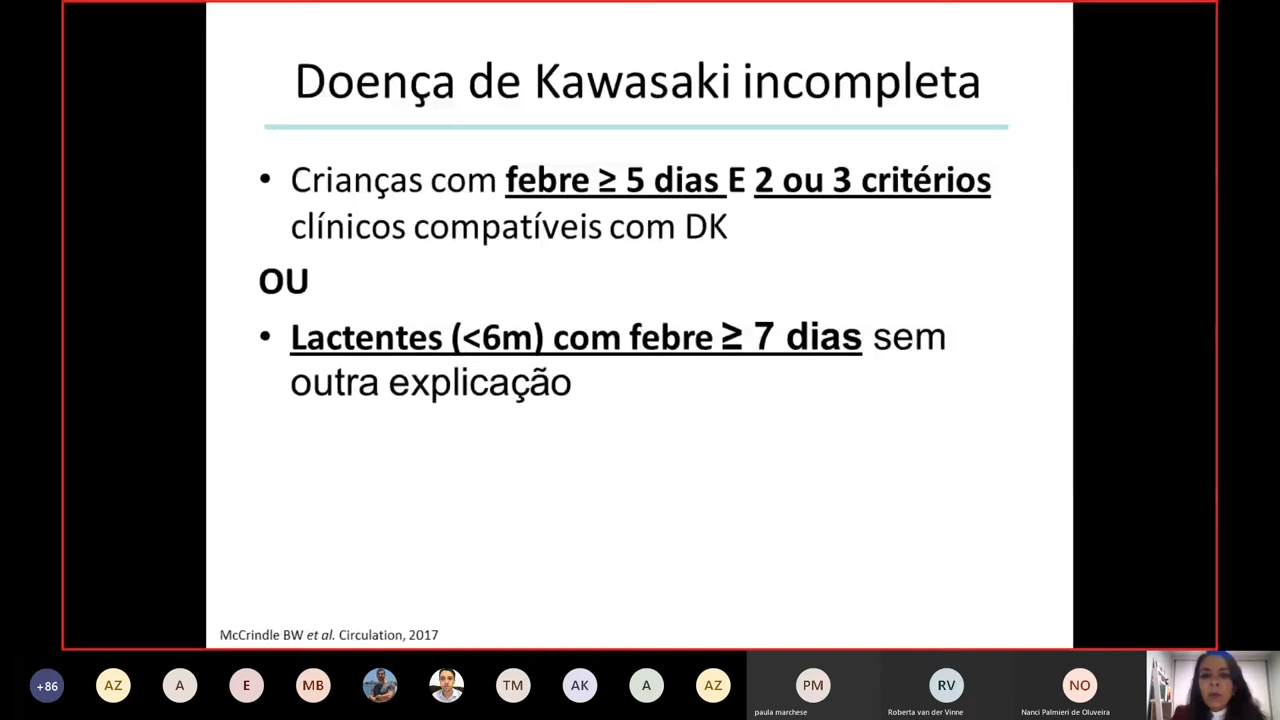 Doença de Kawasaki incompleta
• Crianças com febre ≥ 5 dias E 2 ou 3 critérios
clínicos compatíveis com DK
OU
• Lactentes (<6m) com febre ≥ 7 dias sem
outra explicação
McCrindle BW et al. Circulation, 2017
+86 AZ A E MB TM AK A AZ PM RV NO
paula marchese Roberta van der Vinne Nanci Palmieri de Oluveira